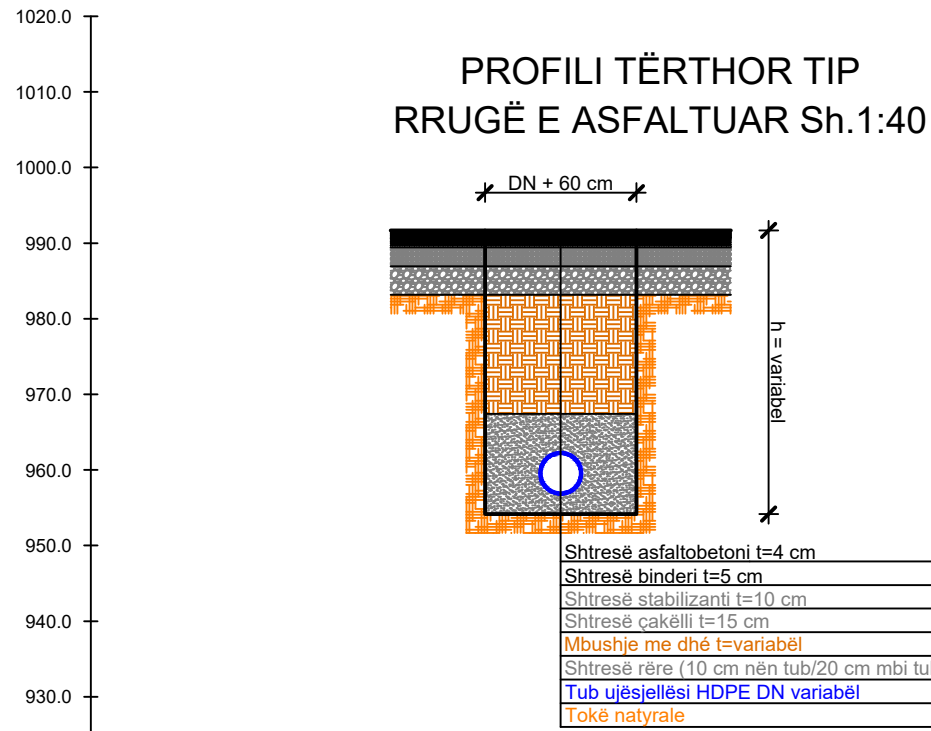 1020.0
1010.0
1000.0
990.0
980.0
970.0
960.0
950.0
940.0
930.0
PROFILI TËRTHOR TIP
RRUGË E ASFALTUAR Sh.1:40
DN + 60 cm
h = variabel
Shtresë asfaltobetoni t=4 cm
Shtresë binderi t=5 cm
Shtresë stabilizanti t=10 cm
Shtresë çakëlli t=15 cm
Mbushje me dhé t=variabël
Shtresë rëre (10 cm nën tub/20 cm mbi
Tub ujësjellësi HDPE DN variabël
Tokë natyrale